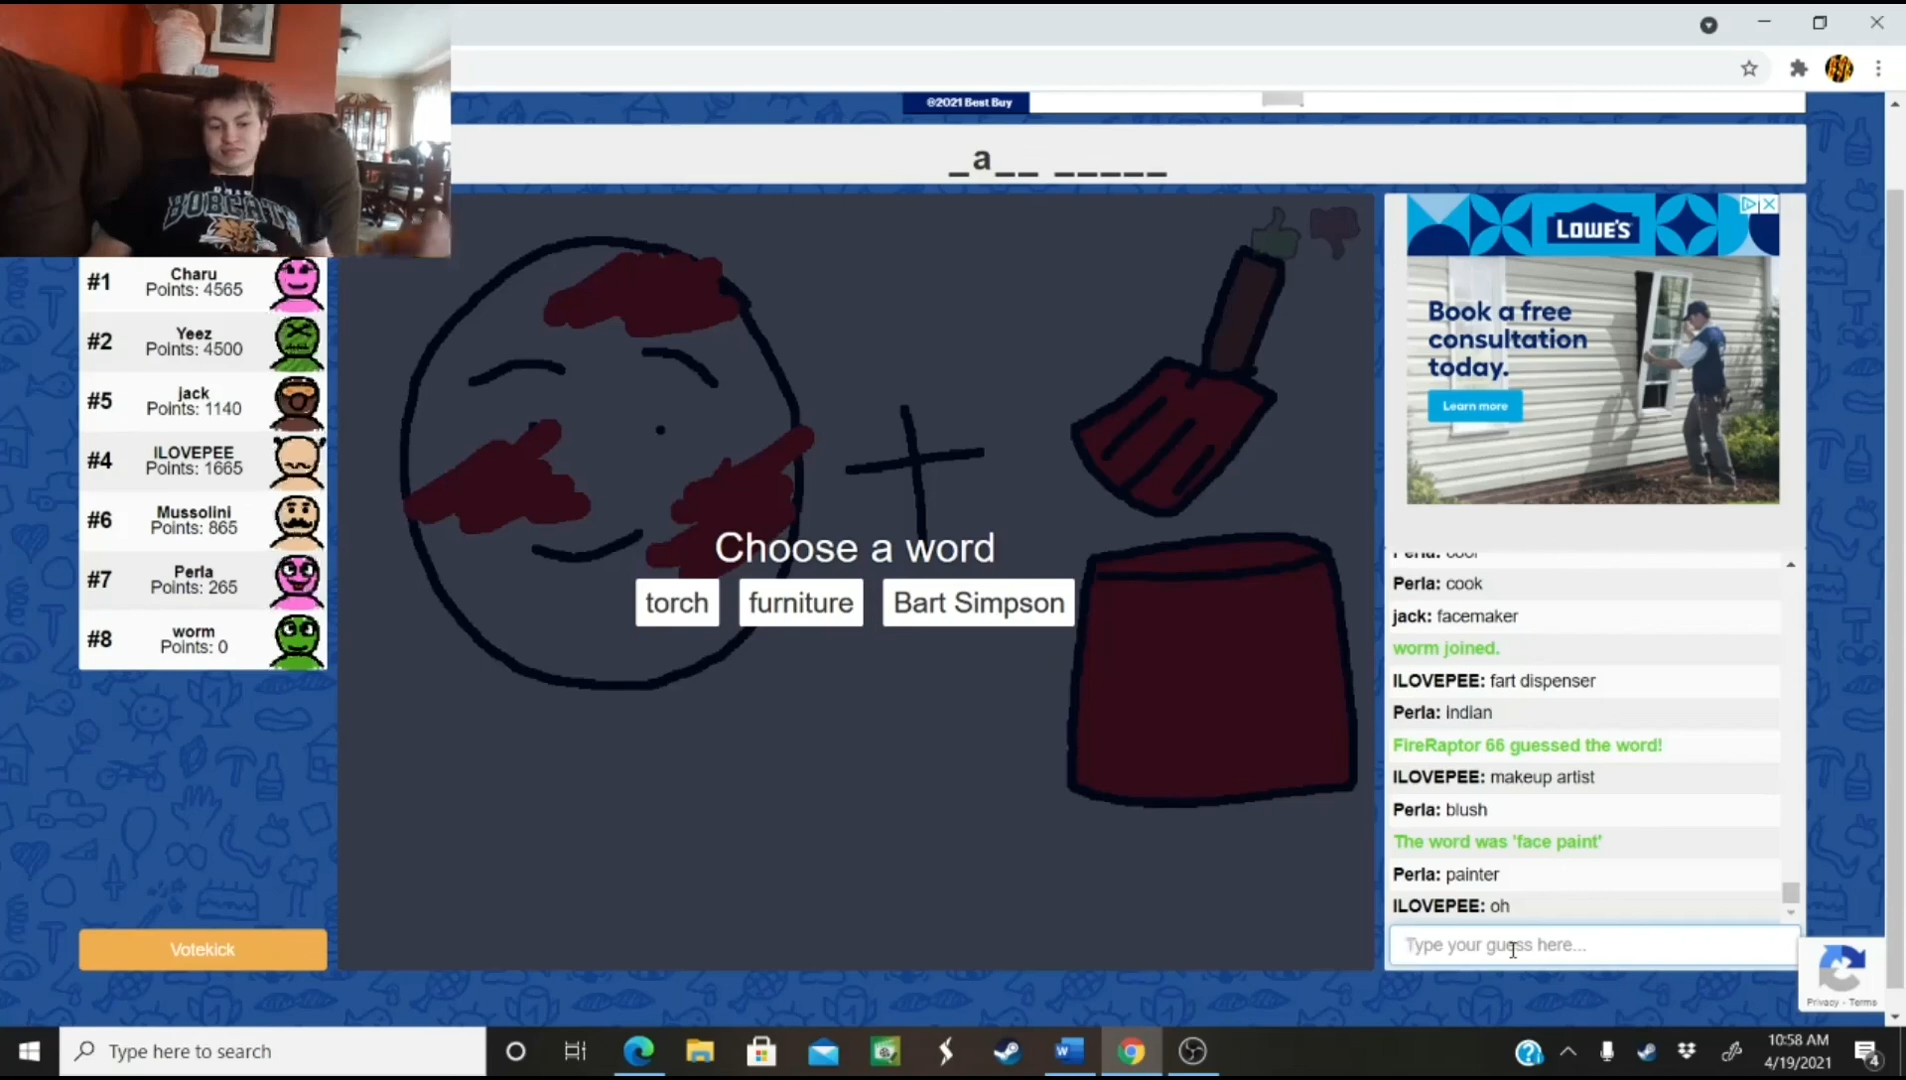 ©2021 Best Buy
_a__ _____
BOBCATS
#1
Charu
Points: 4565
#2
Yeez
Points: 4500
#5
jack
Points: 1140
#4
ILOVEPEE
Points: 1665
#6
Mussolini
Points: 865
#7
Perla
Points: 265
#8
worm
Points: 0
Votekick
Choose a word
torch
furniture
Bart Simpson
LOWE'S
Book a free
consultation
today.
Learn more
Perla: cool
Perla: cook
jack: facemaker
worm joined.
ILOVEPEE: fart dispenser
Perla: indian
FireRaptor 66 guessed the word!
ILOVEPEE: makeup artist
Perla: blush
The word was 'face paint'
Perla: painter
ILOVEPEE: oh
Type your guess here...
Privacy - Terms
Type here to search
10:58 AM
4/19/2021
4